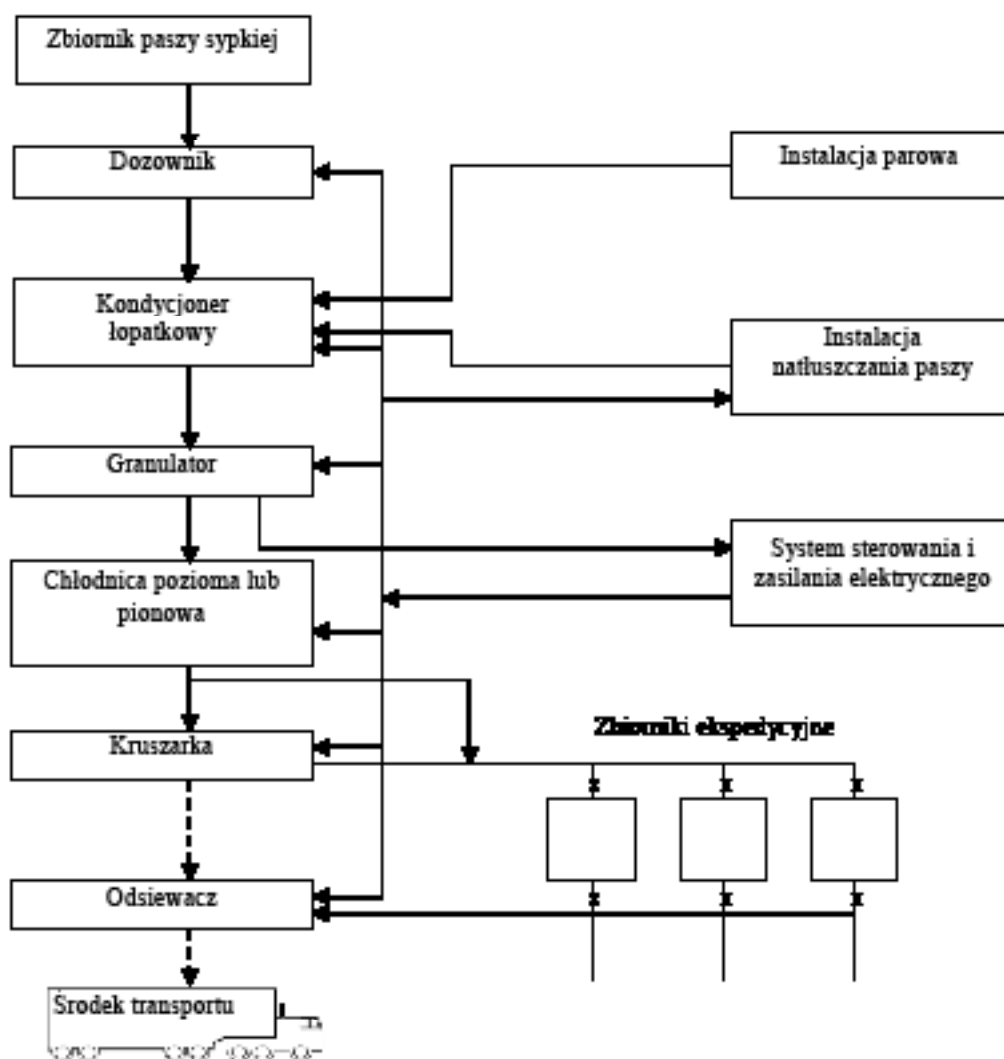 Zbiornik paszy sypkiej
Dozownik
Instalacja parowa
Kondycjoner
łopatkowy
Instalacja
natłuszczania paszy
Granulator
System sterowania i
zasilania elektrycznego
Chłodnica pozioma lub
pionowa
Zbiorniki ekspedycyjne
Kruszarka
Odsiewacz
Środek transportu